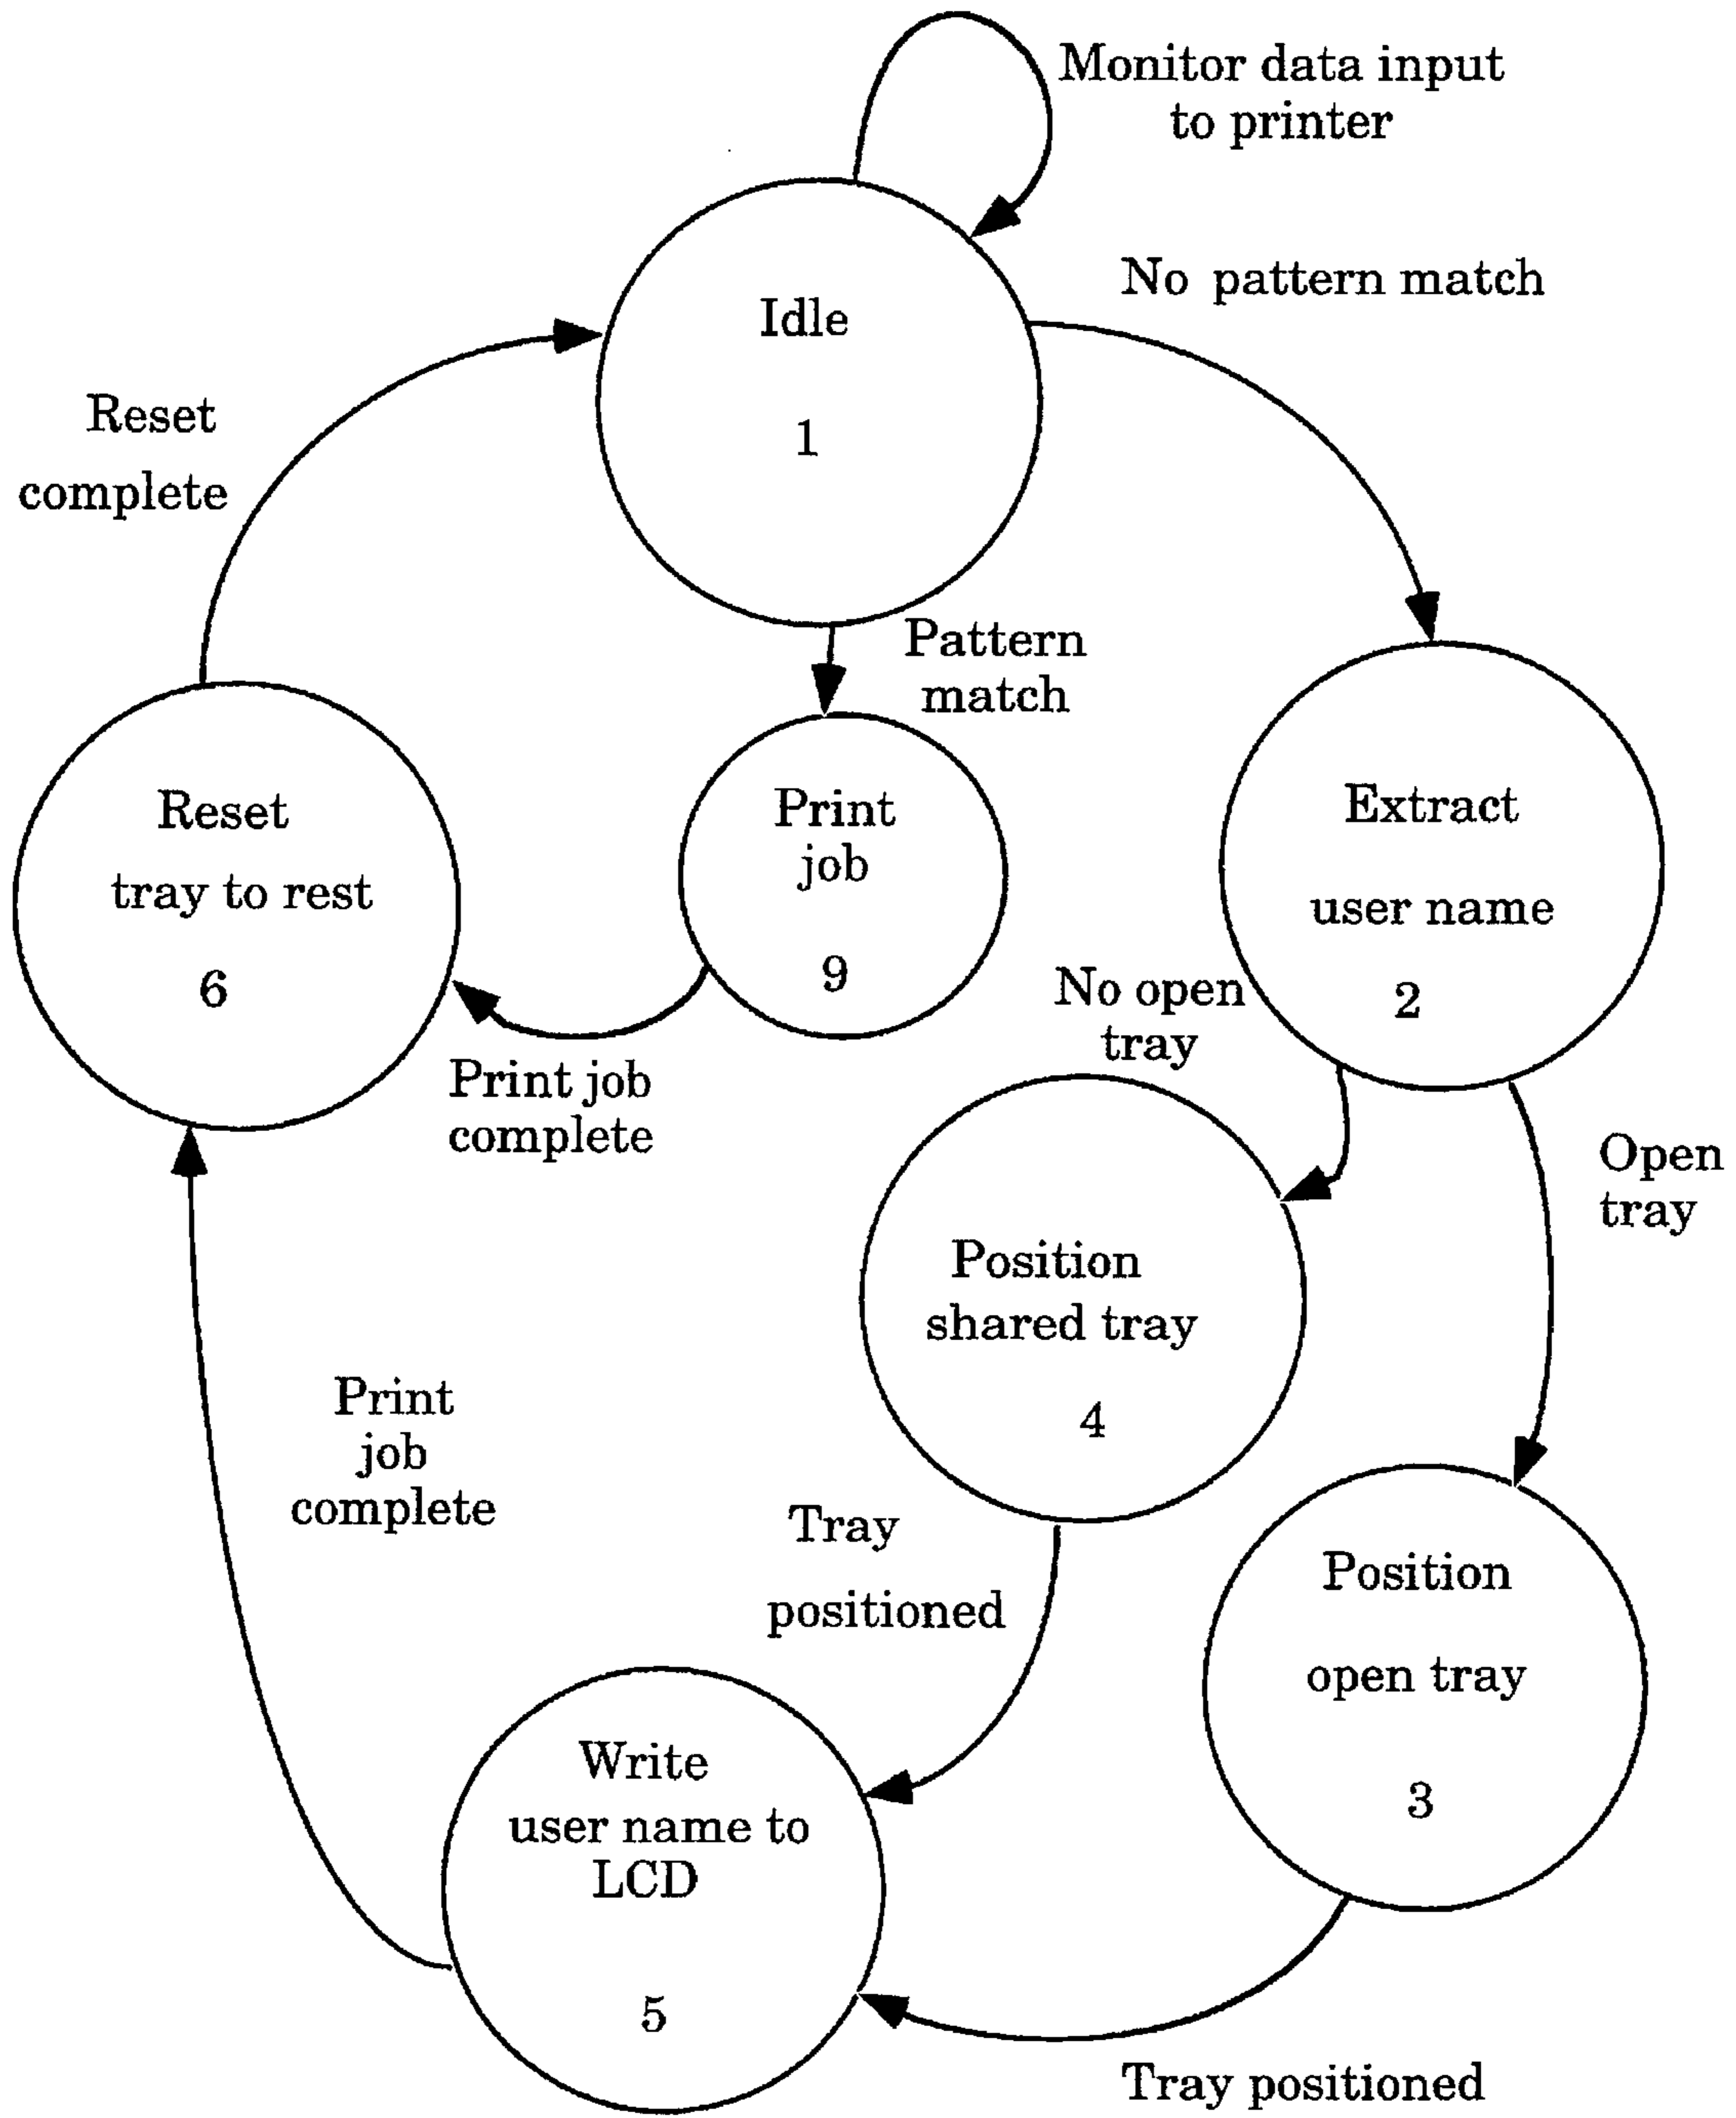 Monitor data input
to printer
No pattern match
Idle
1
Reset
complete
Pattern
match
Reset
tray to rest
6
Print
job
9
Extract
user name
2
No open
tray
Print job
complete
Open
tray
Position
shared tray
4
Print
job
complete
Tray
positioned
Position
open tray
3
Write
user name to
LCD
5
Tray positioned